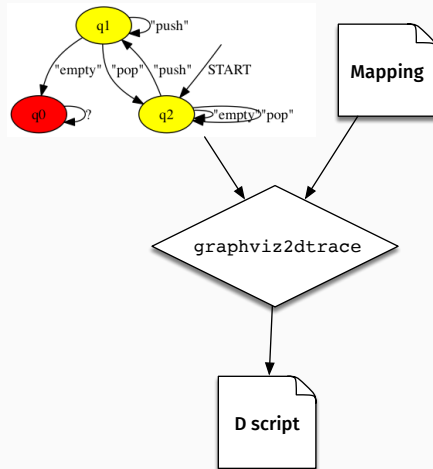 q1
"push"
"empty"
"pop"
"push"
START
q0
?
q2
"empty"
"pop"
Mapping
graphviz2dtrace
D script